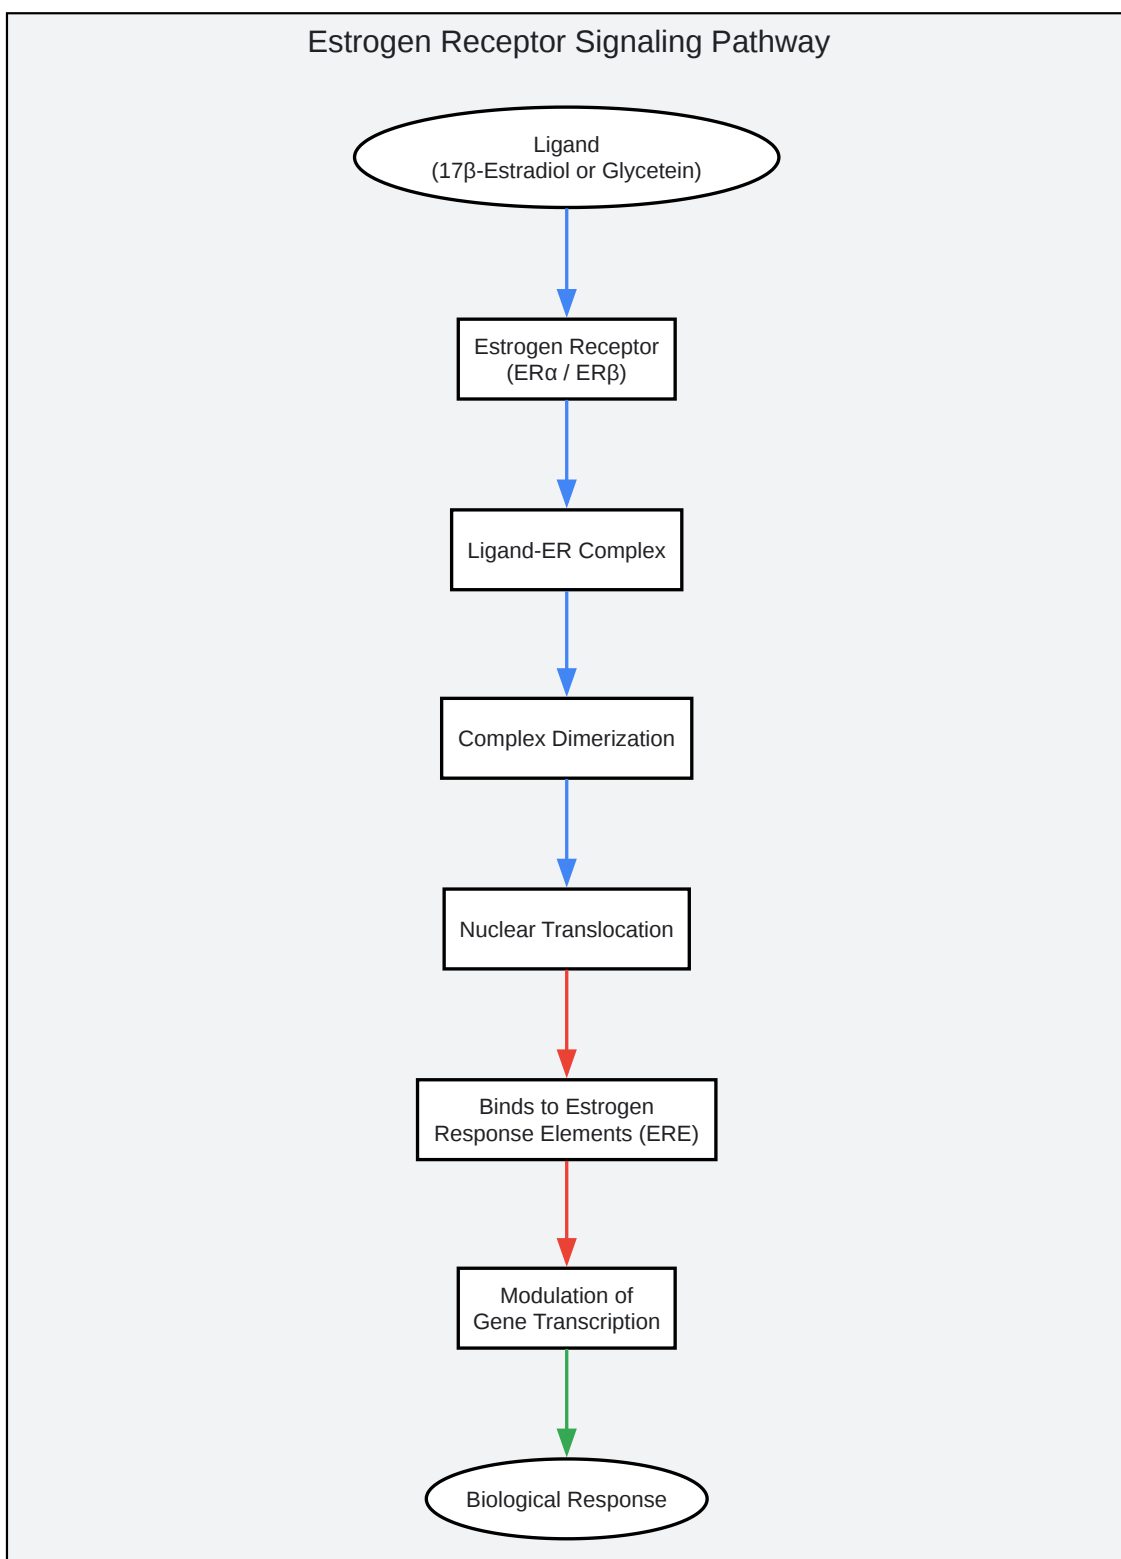 Estrogen Receptor Signaling Pathway
Ligand
(17β-Estradiol or Glycetein)
Estrogen Receptor
(ERα / ERβ)
Ligand-ER Complex
Complex Dimerization
Nuclear Translocation
Binds to Estrogen
Response Elements (ERE)
Modulation of
Gene Transcription
Biological Response